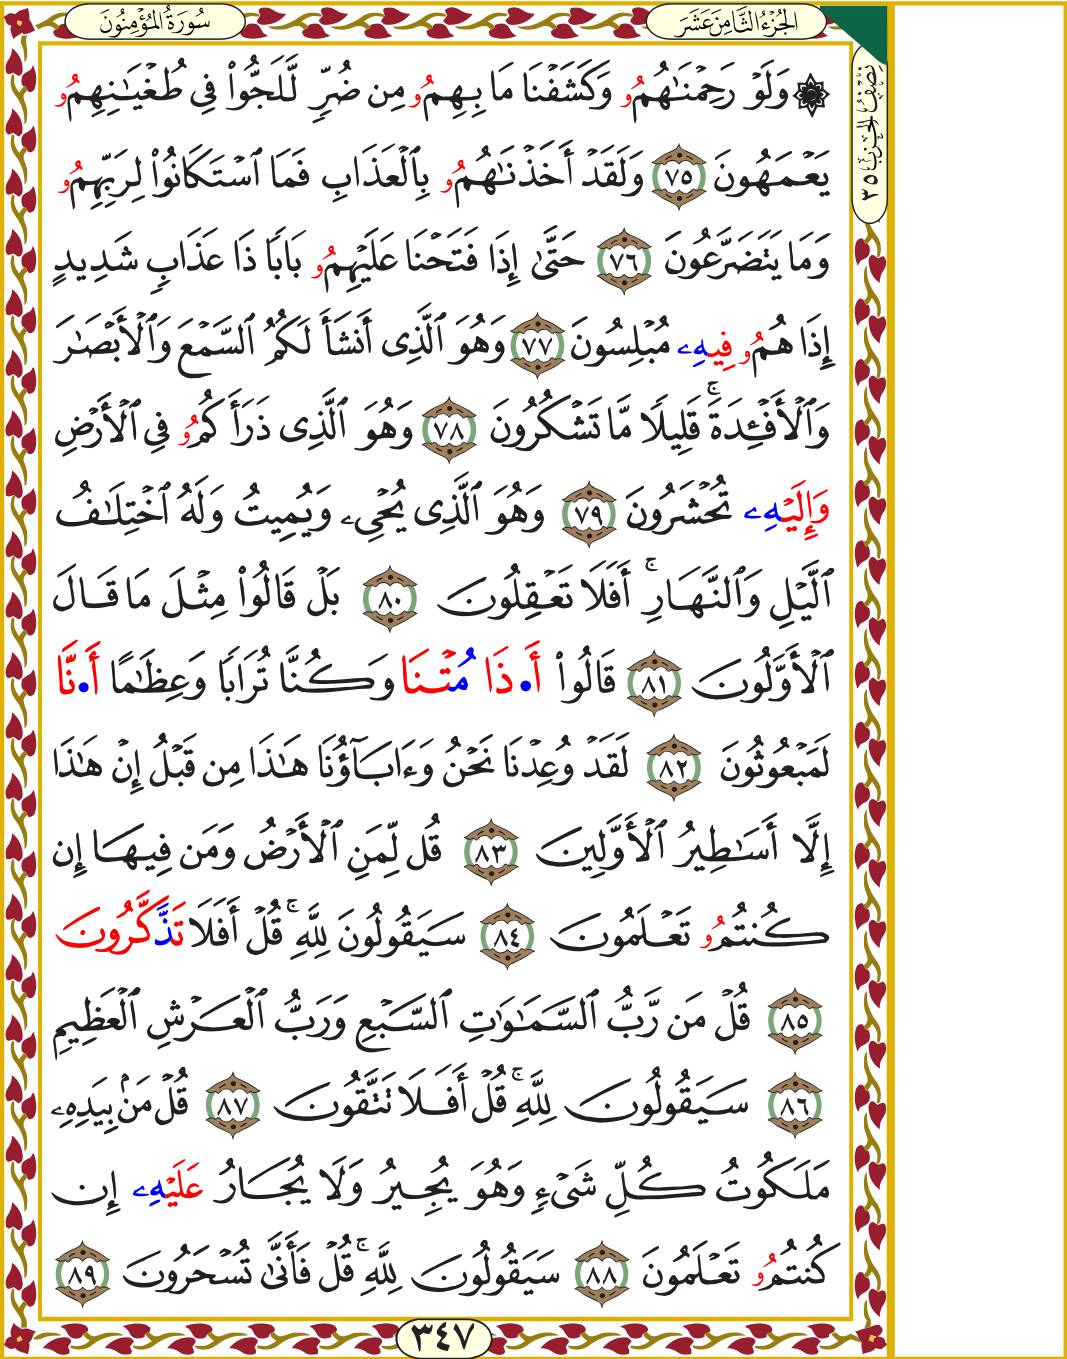 سُورَةُ المُؤْمِنُونَ
الجُزْءُ الثَّامِنَ عَشَرَ
نِصْفُ الحِزْبِ ٣٥
۞ وَلَوْ رَحِمْنَٰهُمُۥ وَكَشَفْنَا مَا بِهِمُۥ مِن ضُرٍّ لَّلَجُّواْ فِى طُغْيَٰنِهِمُۥ
يَعْمَهُونَ ٧٥ وَلَقَدْ أَخَذْنَٰهُمُۥ بِٱلْعَذَابِ فَمَا ٱسْتَكَانُواْ لِرَبِّهِمُۥ
وَمَا يَتَضَرَّعُونَ ٧٦ حَتَّىٰ إِذَا فَتَحْنَا عَلَيْهِمُۥ بَابًا ذَا عَذَابٍ شَدِيدٍ
إِذَا هُمُۥ فِيهِۦ مُبْلِسُونَ ٧٧ وَهُوَ ٱلَّذِى أَنشَأَ لَكُمُ ٱلسَّمْعَ وَٱلْأَبْصَٰرَ
وَٱلْأَفْـِٔدَةَ ۚ قَلِيلًا مَّا تَشْكُرُونَ ٧٨ وَهُوَ ٱلَّذِى ذَرَأَكُمُۥ فِى ٱلْأَرْضِ
وَإِلَيْهِۦ تُحْشَرُونَ ٧٩ وَهُوَ ٱلَّذِى يُحْىِۦ وَيُمِيتُ وَلَهُ ٱخْتِلَٰفُ
ٱلَّيْلِ وَٱلنَّهَارِ ۚ أَفَلَا تَعْقِلُونَ ٨٠ بَلْ قَالُواْ مِثْلَ مَا قَالَ
ٱلْأَوَّلُونَ ٨١ قَالُواْ أَ•ذَا مُتْنَا وَكُنَّا تُرَابًا وَعِظَٰمًا أَ•نَّا
لَمَبْعُوثُونَ ٨٢ لَقَدْ وُعِدْنَا نَحْنُ وَءَابَآؤُنَا هَٰذَا مِن قَبْلُ إِنْ هَٰذَا
إِلَّا أَسَٰطِيرُ ٱلْأَوَّلِينَ ٨٣ قُل لِّمَنِ ٱلْأَرْضُ وَمَن فِيهَا إِن
كُنتُمُۥ تَعْلَمُونَ ٨٤ سَيَقُولُونَ لِلَّهِ ۚ قُلْ أَفَلَا تَذَّكَّرُونَ
٨٥ قُلْ مَن رَّبُّ ٱلسَّمَٰوَٰتِ ٱلسَّبْعِ وَرَبُّ ٱلْعَرْشِ ٱلْعَظِيمِ
٨٦ سَيَقُولُونَ لِلَّهِ ۚ قُلْ أَفَلَا تَتَّقُونَ ٨٧ قُلْ مَنۢ بِيَدِهِۦ
مَلَكُوتُ كُلِّ شَىْءٍ وَهُوَ يُجِيرُ وَلَا يُجَارُ عَلَيْهِۦ إِن
كُنتُمُۥ تَعْلَمُونَ ٨٨ سَيَقُولُونَ لِلَّهِ ۚ قُلْ فَأَنَّىٰ تُسْحَرُونَ ٨٩
٣٤٧